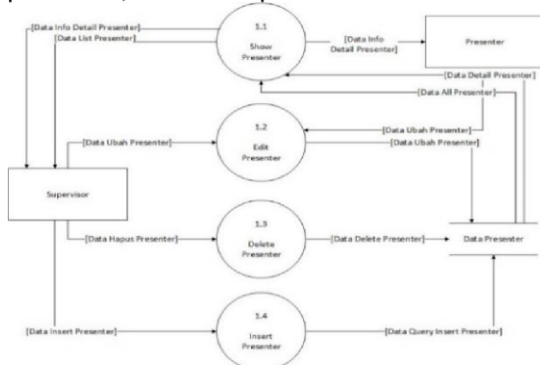 [Data Info Detail Presenter]
[Data List Presenter]
1.1
Show
Presenter
[Data Info
Detail Presenter]
Presenter
[Data Detail Presenter]
[Data All Presenter]
[Data Ubah Presenter]
1.2
Edit
Presenter
[Data Ubah Presenter]
[Data Ubah Presenter]
Supervisor
[Data Hapus Presenter]
1.3
Delete
Presenter
[Data Delete Presenter]
Data Presenter
[Data Insert Presenter]
1.4
Insert
Presenter
[Data Query Insert Presenter]